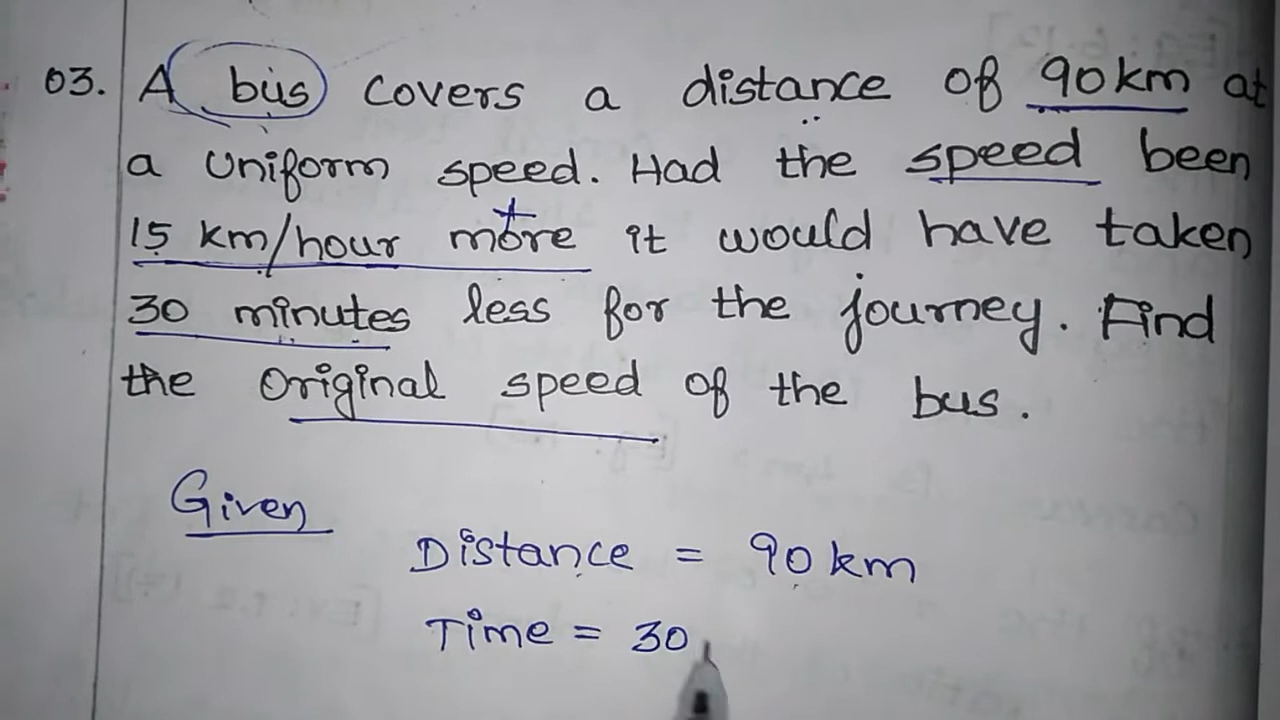 03. A bus covers a distance of 90 km at
a uniform speed. Had the speed been
+
15 km/hour more it would have taken
30 minutes less for the journey. Find
the original speed of the bus.
Given
Distance = 90 km
Time = 30